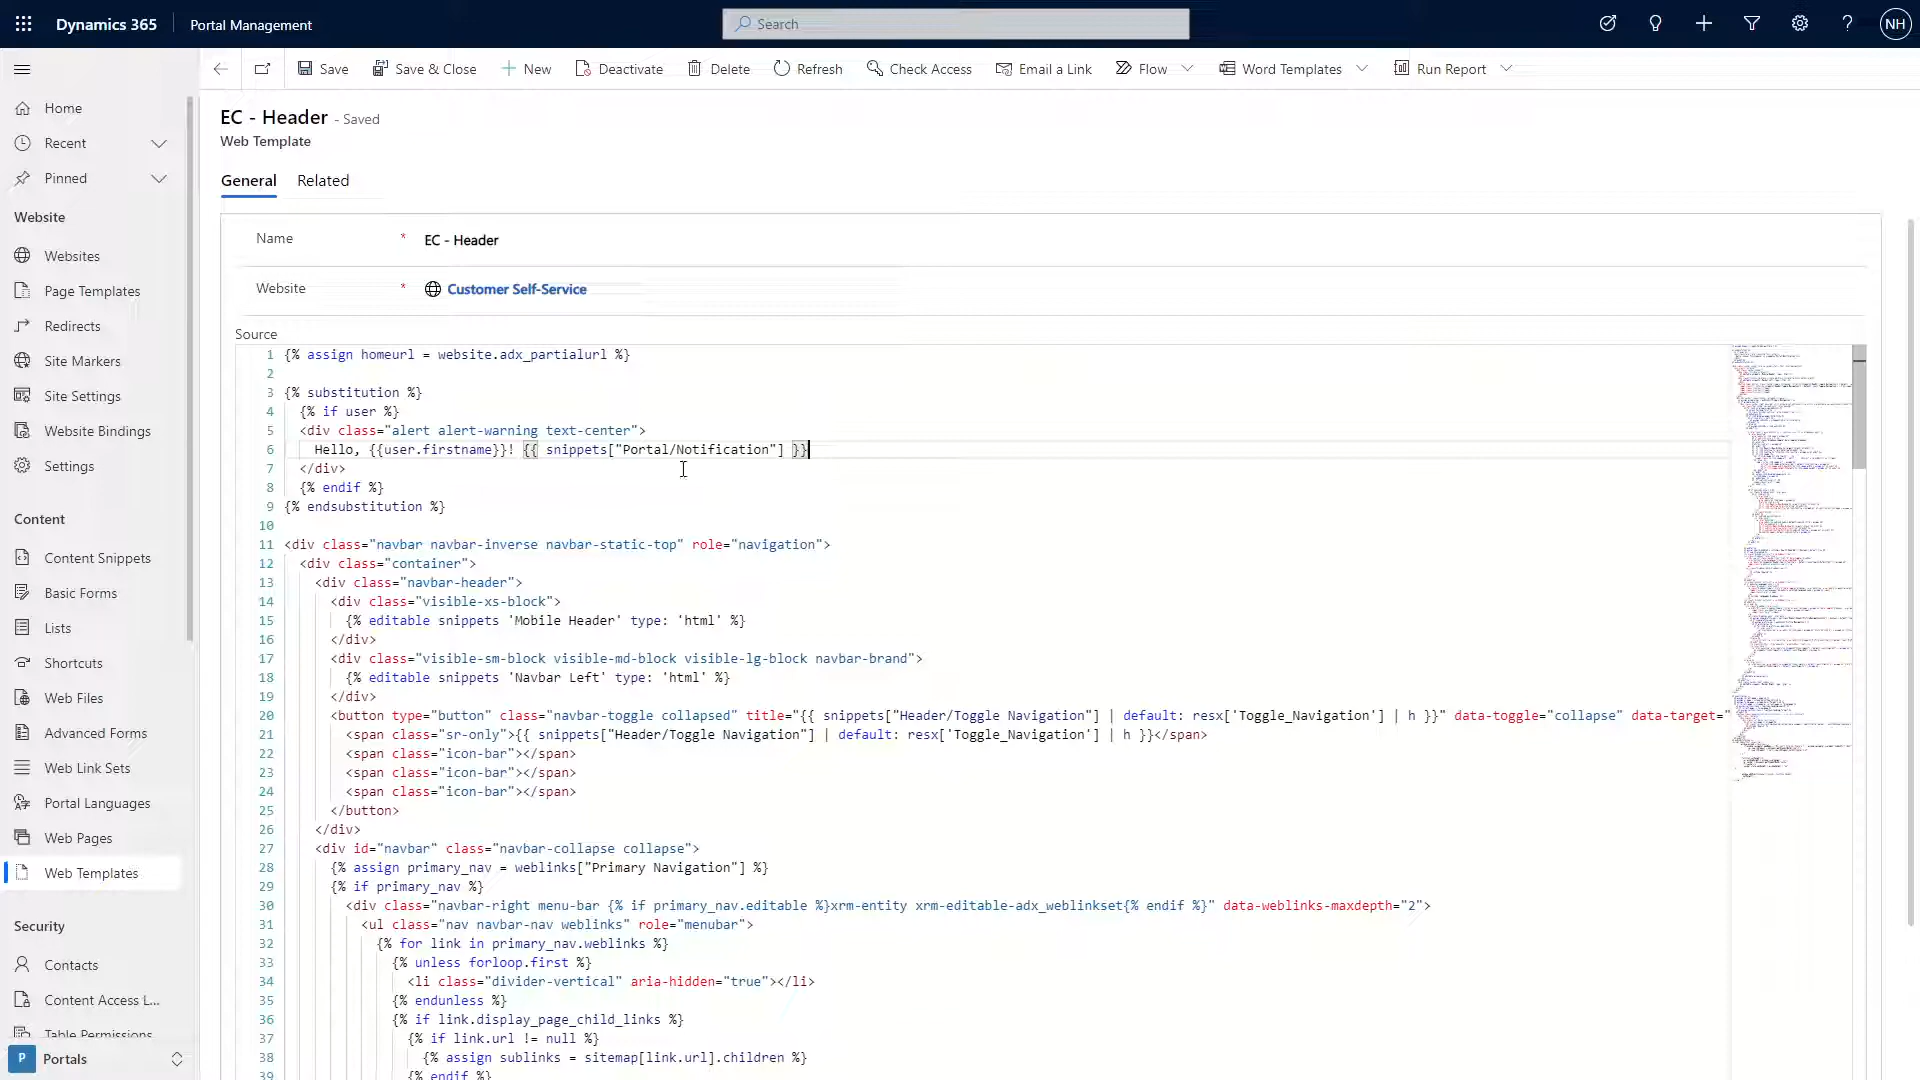 Dynamics 365
Portal Management
Search
NH
Save
Save & Close
New
Deactivate
Delete
Refresh
Check Access
Email a Link
Flow
Word Templates
Run Report
Home
Recent
Pinned
Website
Websites
Page Templates
Redirects
Site Markers
Site Settings
Website Bindings
Settings
Content
Content Snippets
Basic Forms
Lists
Shortcuts
Web Files
Advanced Forms
Web Link Sets
Portal Languages
Web Pages
Web Templates
Security
Contacts
Content Access L...
Table Permissions
P
Portals
EC - Header - Saved
Web Template
General
Related
Name * EC - Header
Website * Customer Self-Service
Source
1 {% assign homeurl = website.adx_partialurl %}
2
3 {% substitution %}
4 {% if user %}
5 <div class="alert alert-warning text-center">
6 Hello, {{user.firstname}}! {{ snippets["Portal/Notification"] }}
7 </div>
8 {% endif %}
9 {% endsubstitution %}
10
11 <div class="navbar navbar-inverse navbar-static-top" role="navigation">
12 <div class="container">
13 <div class="navbar-header">
14 <div class="visible-xs-block">
15 {% editable snippets 'Mobile Header' type: 'html' %}
16 </div>
17 <div class="visible-sm-block visible-md-block visible-lg-block navbar-brand">
18 {% editable snippets 'Navbar Left' type: 'html' %}
19 </div>
20 <button type="button" class="navbar-toggle collapsed" title="{{ snippets["Header/Toggle Navigation"] | default: resx['Toggle_Navigation'] | h }}" data-toggle="collapse" data-target="
21 <span class="sr-only">{{ snippets["Header/Toggle Navigation"] | default: resx['Toggle_Navigation'] | h }}</span>
22 <span class="icon-bar"></span>
23 <span class="icon-bar"></span>
24 <span class="icon-bar"></span>
25 </button>
26 </div>
27 <div id="navbar" class="navbar-collapse collapse">
28 {% assign primary_nav = weblinks["Primary Navigation"] %}
29 {% if primary_nav %}
30 <div class="navbar-right menu-bar {% if primary_nav.editable %}xrm-entity xrm-editable-adx_weblinkset{% endif %}" data-weblinks-maxdepth="2">
31 <ul class="nav navbar-nav weblinks" role="menubar">
32 {% for link in primary_nav.weblinks %}
33 {% unless forloop.first %}
34 <li class="divider-vertical" aria-hidden="true"></li>
35 {% endunless %}
36 {% if link.display_page_child_links %}
37 {% if link.url != null %}
38 {% assign sublinks = sitemap[link.url].children %}
39 {% endif %}